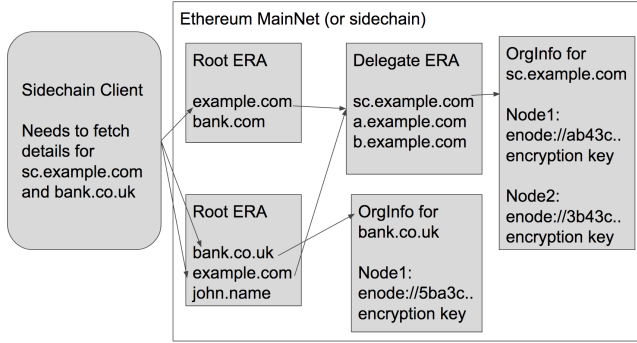 Ethereum MainNet (or sidechain)
Sidechain Client
Needs to fetch
details for
sc.example.com
and bank.co.uk
Root ERA
example.com
bank.com
Root ERA
bank.co.uk
example.com
john.name
Delegate ERA
sc.example.com
a.example.com
b.example.com
OrgInfo for
bank.co.uk
Node1:
enode://5ba3c..
encryption key
OrgInfo for
sc.example.com
Node1:
enode://ab43c..
encryption key
Node2:
enode://3b43c..
encryption key